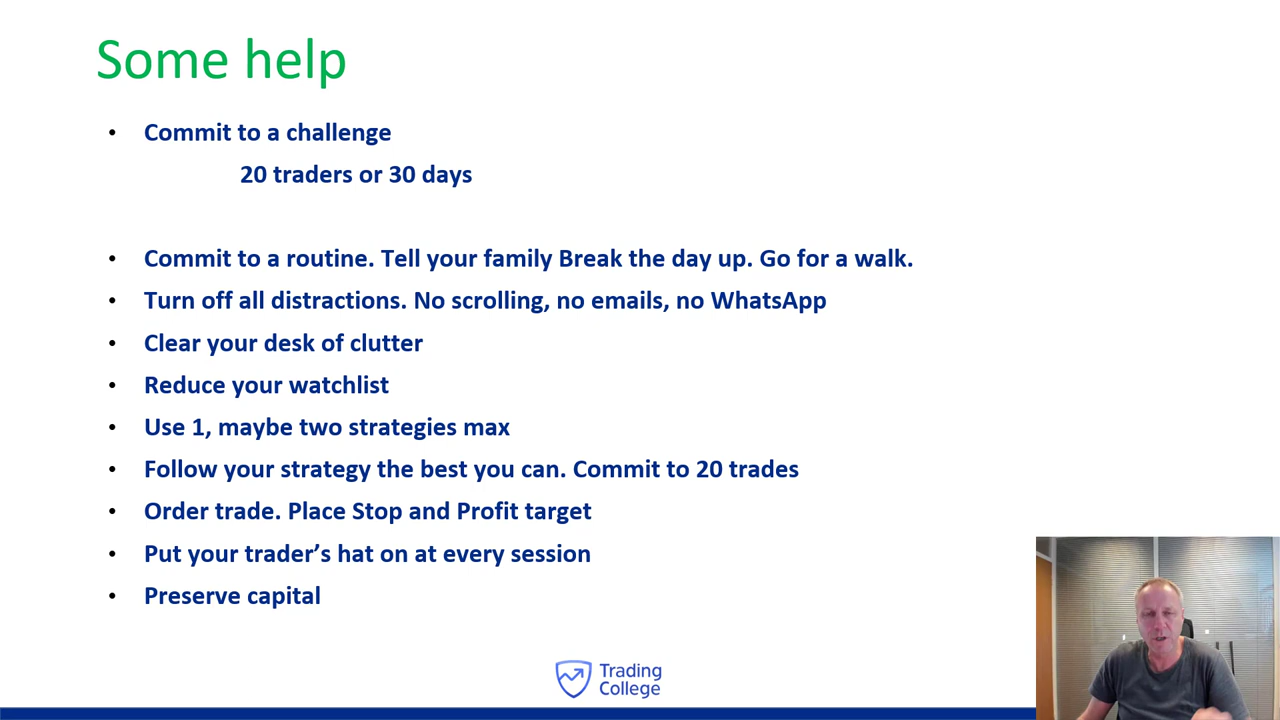 Some help
• Commit to a challenge
20 traders or 30 days
• Commit to a routine. Tell your family Break the day up. Go for a walk.
• Turn off all distractions. No scrolling, no emails, no WhatsApp
• Clear your desk of clutter
• Reduce your watchlist
• Use 1, maybe two strategies max
• Follow your strategy the best you can. Commit to 20 trades
• Order trade. Place Stop and Profit target
• Put your trader’s hat on at every session
• Preserve capital
Trading
College